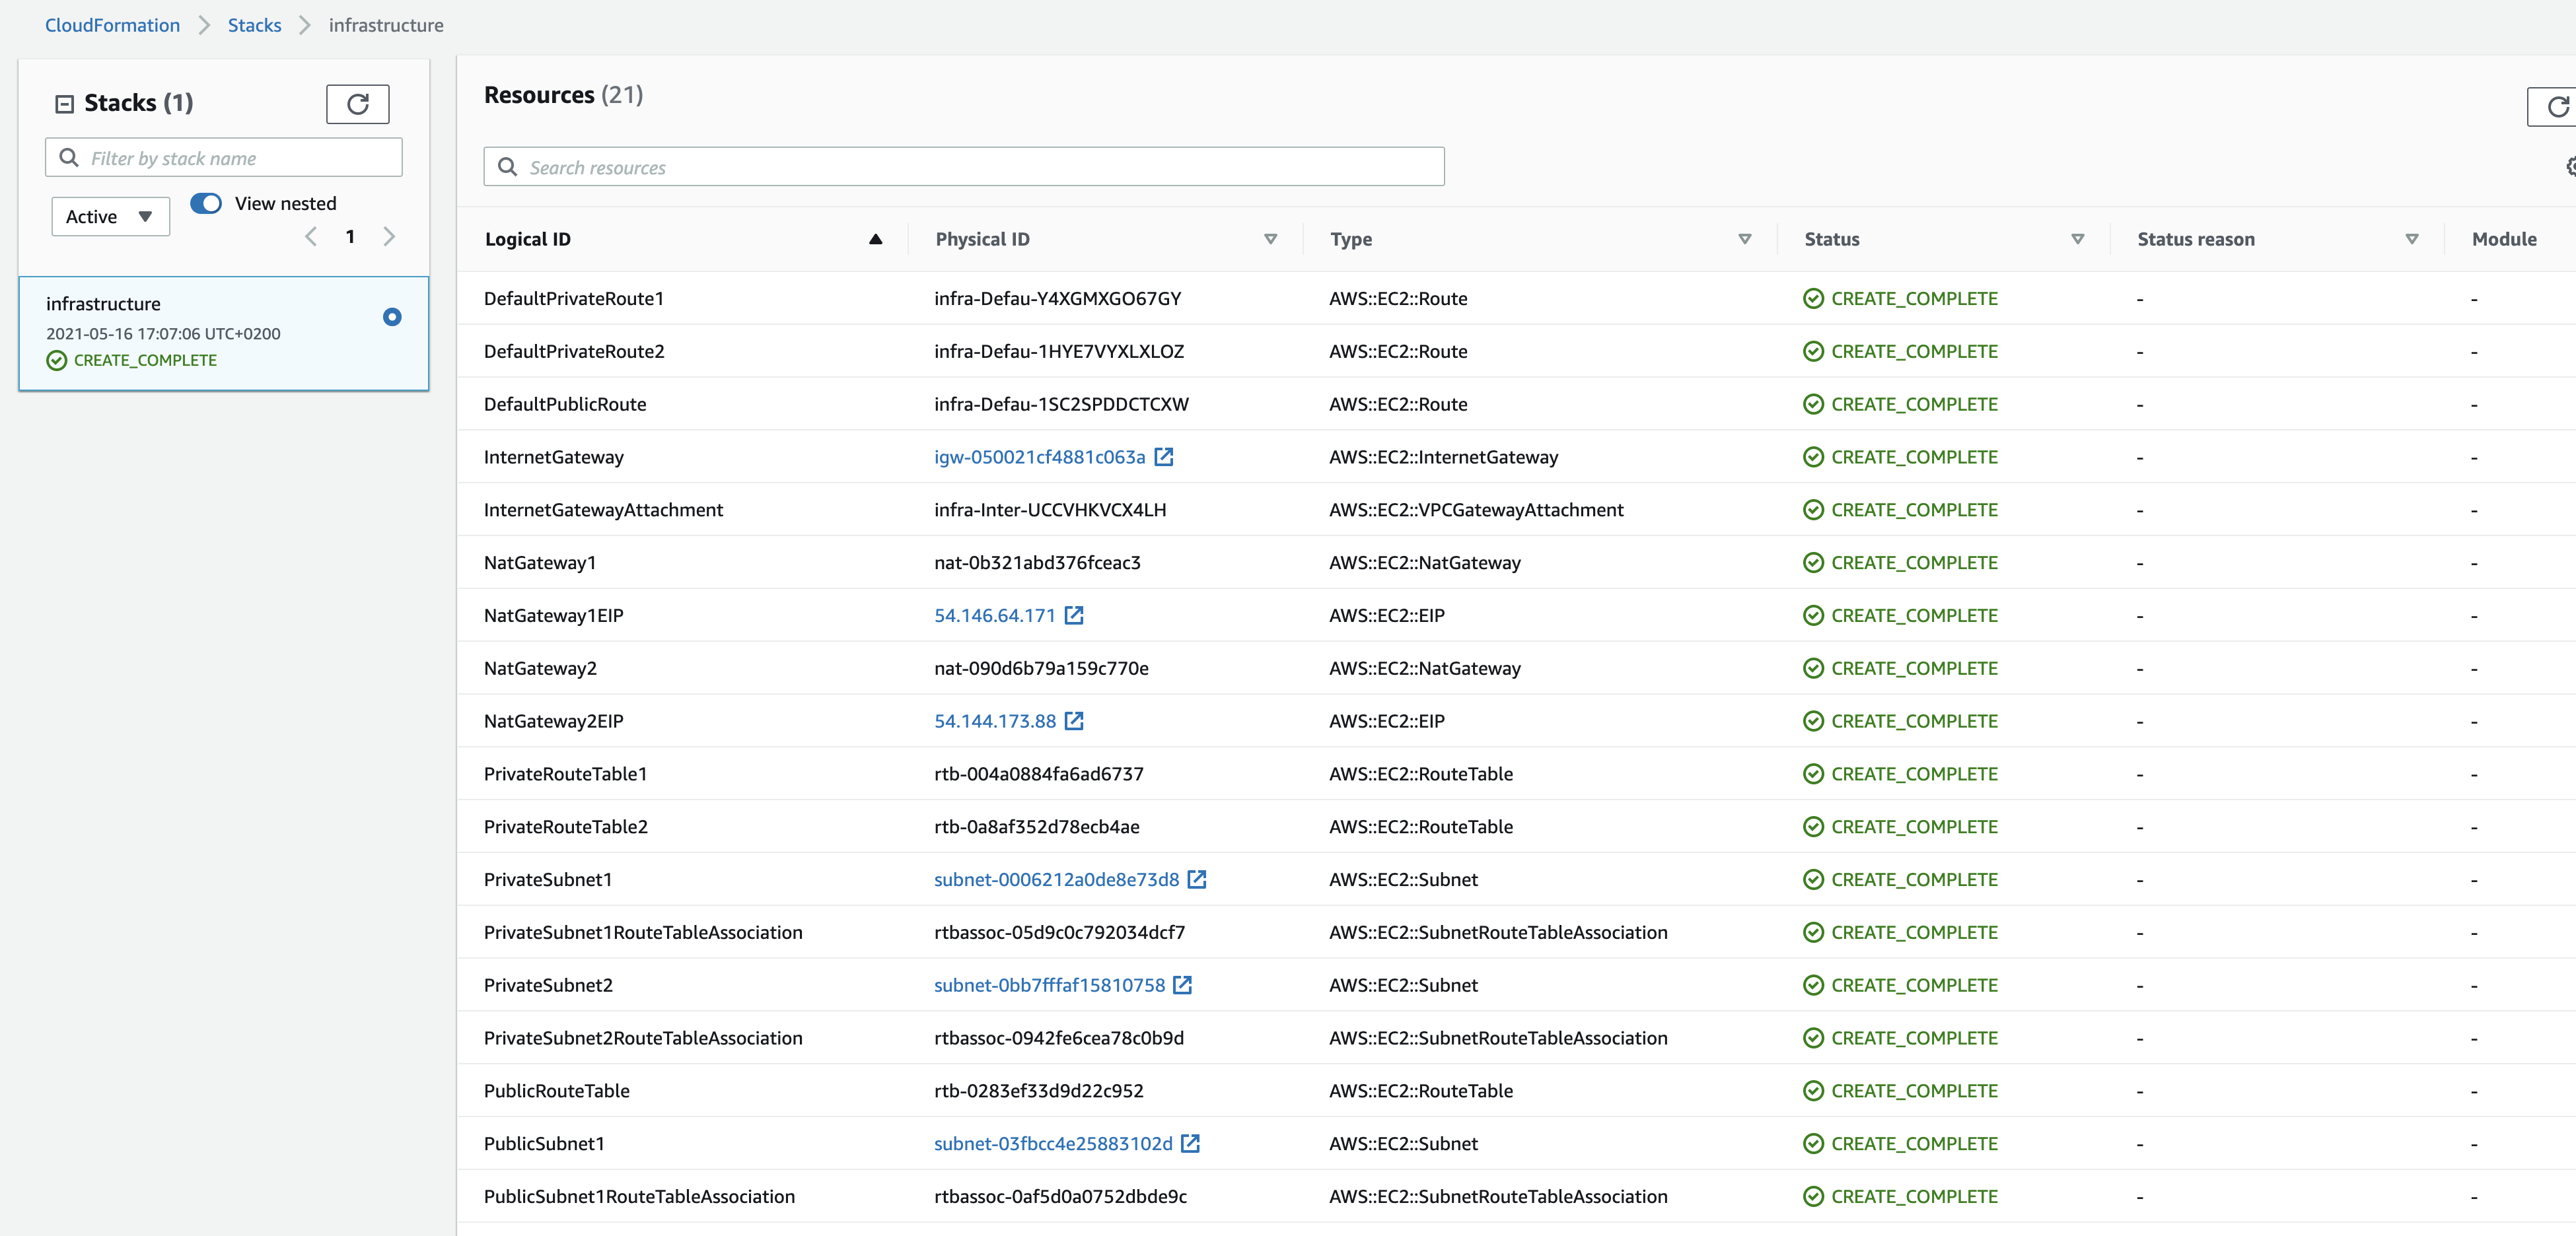 CloudFormation > Stacks > infrastructure
Stacks (1)
Filter by stack name
Active
View nested
1
infrastructure
2021-05-16 17:07:06 UTC+0200
CREATE_COMPLETE
Resources (21)
Search resources
Logical ID Physical ID Type Status Status reason Module
DefaultPrivateRoute1 infra-Defau-Y4XGMXGO67GY AWS::EC2::Route CREATE_COMPLETE - -
DefaultPrivateRoute2 infra-Defau-1HYE7VYXLXLOZ AWS::EC2::Route CREATE_COMPLETE - -
DefaultPublicRoute infra-Defau-1SC2SPDDCTCXW AWS::EC2::Route CREATE_COMPLETE - -
InternetGateway igw-050021cf4881c063a AWS::EC2::InternetGateway CREATE_COMPLETE - -
InternetGatewayAttachment infra-Inter-UCCVHKVCX4LH AWS::EC2::VPCGatewayAttachment CREATE_COMPLETE - -
NatGateway1 nat-0b321abd376fceac3 AWS::EC2::NatGateway CREATE_COMPLETE - -
NatGateway1EIP 54.146.64.171 AWS::EC2::EIP CREATE_COMPLETE - -
NatGateway2 nat-090d6b79a159c770e AWS::EC2::NatGateway CREATE_COMPLETE - -
NatGateway2EIP 54.144.173.88 AWS::EC2::EIP CREATE_COMPLETE - -
PrivateRouteTable1 rtb-004a0884fa6ad6737 AWS::EC2::RouteTable CREATE_COMPLETE - -
PrivateRouteTable2 rtb-0a8af352d78ecb4ae AWS::EC2::RouteTable CREATE_COMPLETE - -
PrivateSubnet1 subnet-0006212a0de8e73d8 AWS::EC2::Subnet CREATE_COMPLETE - -
PrivateSubnet1RouteTableAssociation rtbassoc-05d9c0c792034dcf7 AWS::EC2::SubnetRouteTableAssociation CREATE_COMPLETE - -
PrivateSubnet2 subnet-0bb7fffaf15810758 AWS::EC2::Subnet CREATE_COMPLETE - -
PrivateSubnet2RouteTableAssociation rtbassoc-0942fe6cea78c0b9d AWS::EC2::SubnetRouteTableAssociation CREATE_COMPLETE - -
PublicRouteTable rtb-0283ef33d9d22c952 AWS::EC2::RouteTable CREATE_COMPLETE - -
PublicSubnet1 subnet-03fbcc4e25883102d AWS::EC2::Subnet CREATE_COMPLETE - -
PublicSubnet1RouteTableAssociation rtbassoc-0af5d0a0752dbde9c AWS::EC2::SubnetRouteTableAssociation CREATE_COMPLETE - -